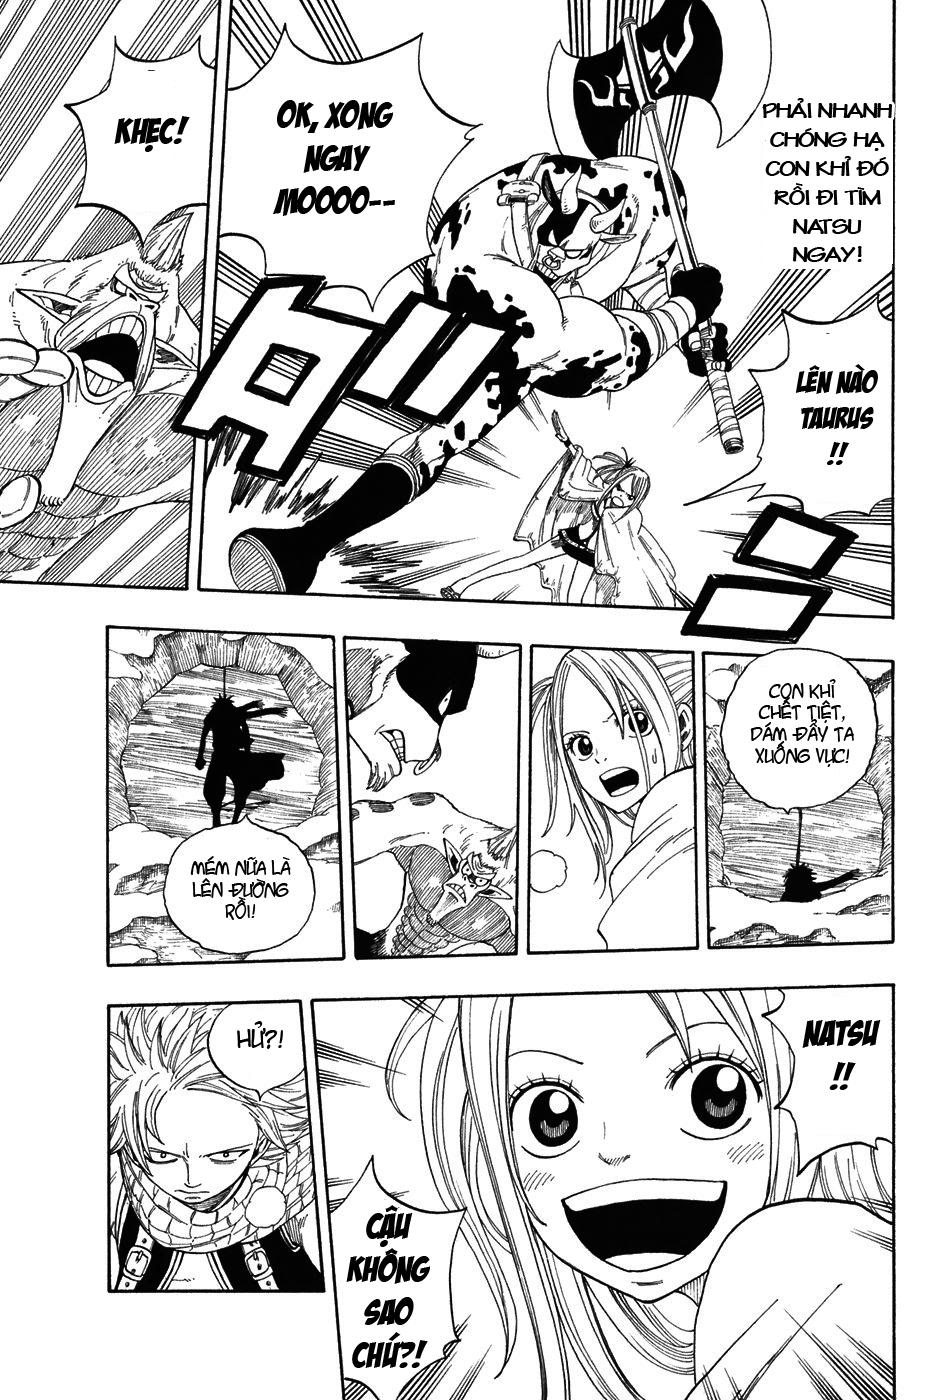 PHẢI NHANH
CHÓNG HẠ
CON KHỈ ĐÓ
RỒI ĐI TÌM
NATSU
NGAY!
LÊN NÀO
TAURUS
!!
OK, XONG
NGAY
MOOOO--
ダッ
KHẸC!
CON KHỈ
CHẾT TIỆT,
DÁM ĐẨY TA
XUỐNG VỰC!
MÉM NỮA LÀ
LÊN ĐƯỜNG
RỒI!
NATSU
!!
CẬU
KHÔNG
SAO
CHỨ?!
HỬ?!